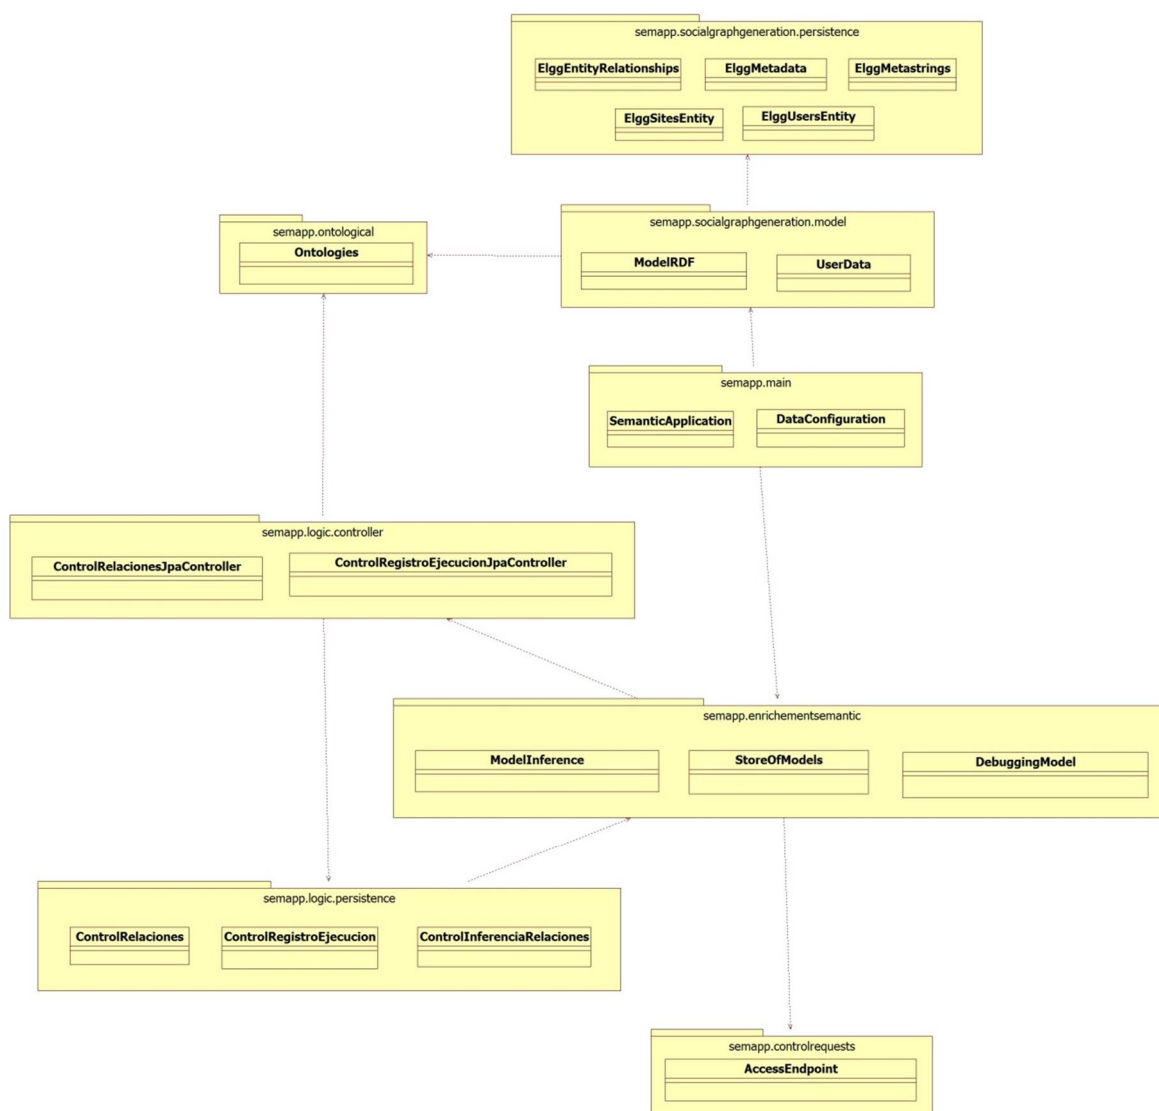 semapp.socialgraphgeneration.persistence
ElggEntityRelationships
ElggMetadata
ElggMetastrings
ElggSitesEntity
ElggUsersEntity
semapp.ontological
Ontologies
semapp.socialgraphgeneration.model
ModelRDF
UserData
semapp.main
SemanticApplication
DataConfiguration
semapp.logic.controller
ControlRelacionesJpaController
ControlRegistroEjecucionJpaController
semapp.enrichementsemantic
ModelInference
StoreOfModels
DebuggingModel
semapp.logic.persistence
ControlRelaciones
ControlRegistroEjecucion
ControlInferenciaRelaciones
semapp.controlrequests
AccessEndpoint